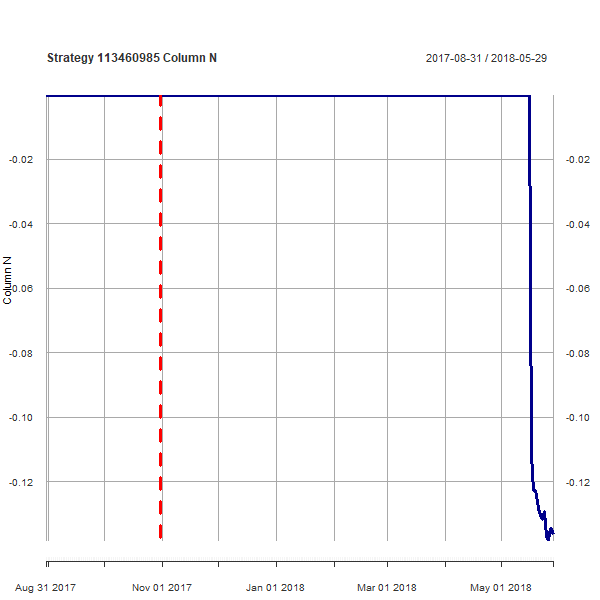 Strategy 113460985 Column N
2017-08-31 / 2018-05-29
-0.02
-0.02
-0.04
-0.04
Column N
-0.06
-0.06
-0.08
-0.08
-0.10
-0.10
-0.12
-0.12
Aug 31 2017
Nov 01 2017
Jan 01 2018
Mar 01 2018
May 01 2018